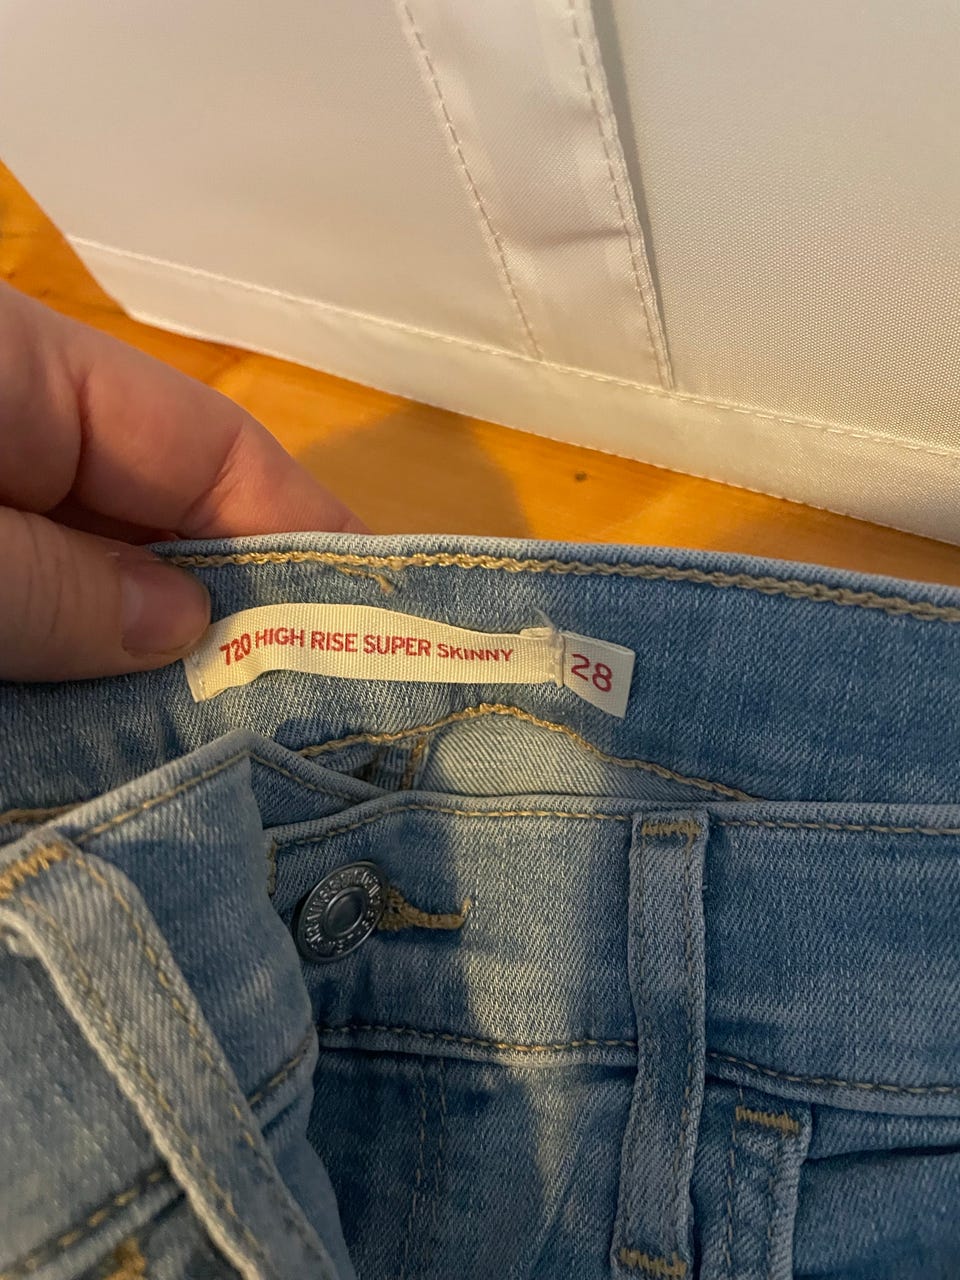 720 HIGH RISE SUPER SKINNY
28